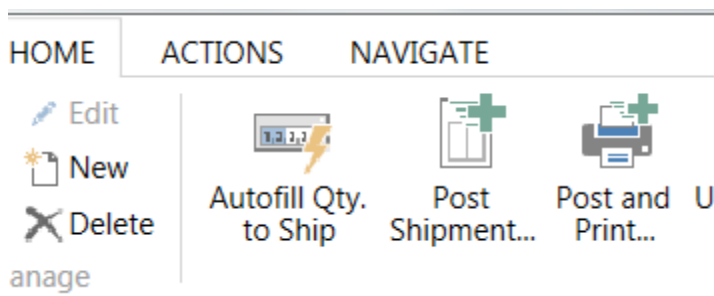 HOME ACTIONS NAVIGATE
Edit
New
Delete
anage
Autofill Qty.
to Ship
Post
Shipment...
Post and
Print...
U